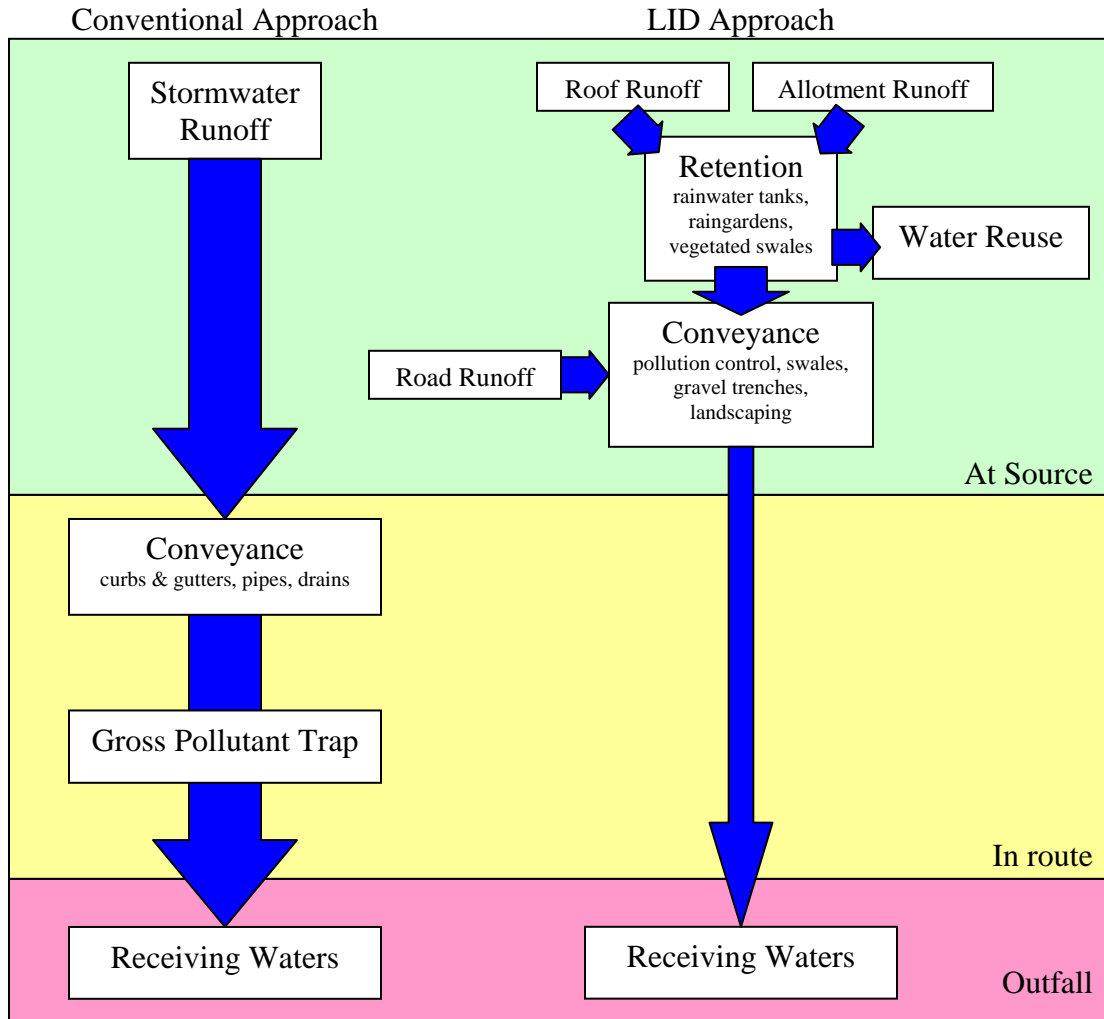 Conventional Approach
LID Approach
Stormwater
Runoff
Roof Runoff
Allotment Runoff
Retention
rainwater tanks,
raingardens,
vegetated swales
Water Reuse
Conveyance
pollution control, swales,
gravel trenches,
landscaping
Road Runoff
At Source
Conveyance
curbs & gutters, pipes, drains
Gross Pollutant Trap
In route
Receiving Waters
Receiving Waters
Outfall